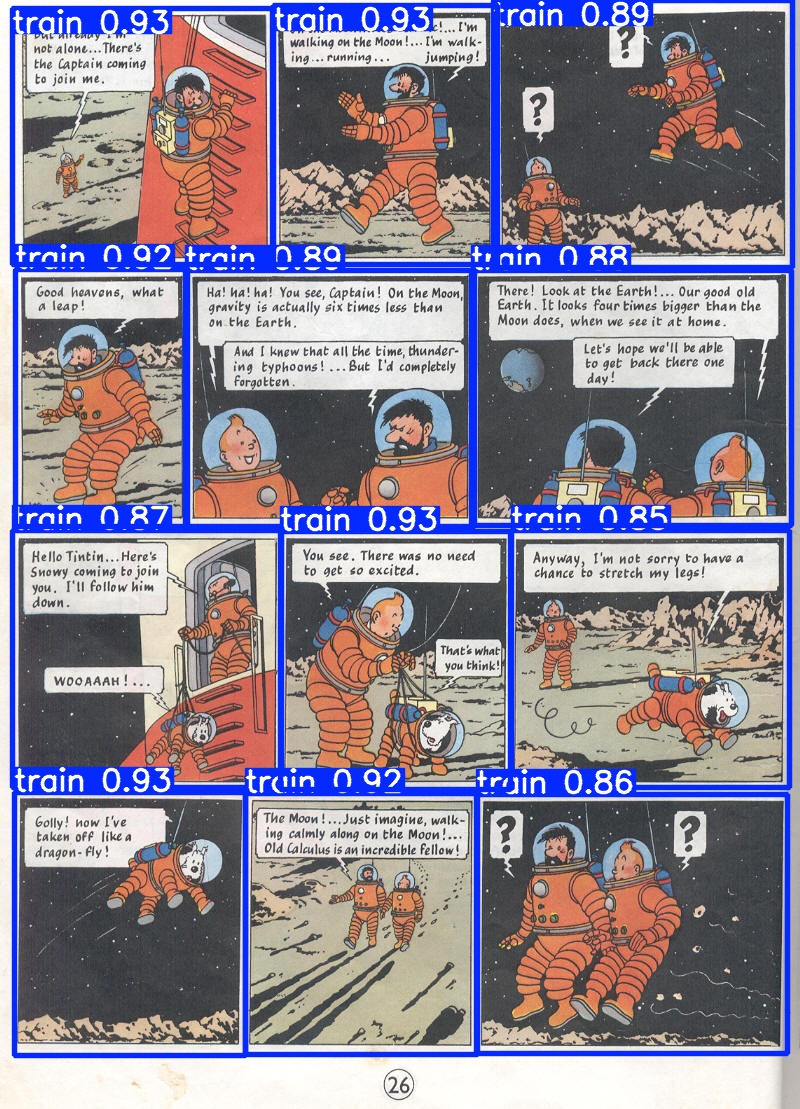 train 0.93
But already I'm
not alone...There's
the Captain coming
to join me.
train 0.93
I'm
walking on the Moon!...I'm walk-
ing...running... jumping!
train 0.89
?
?
train 0.92
Good heavens, what
a leap!
train 0.89
Ha! ha! ha! You see, Captain! On the Moon,
gravity is actually six times less than
on the Earth.
And I knew that all the time, thunder-
ing typhoons! ...But I'd completely
forgotten.
train 0.88
There! Look at the Earth!... Our good old
Earth. It looks four times bigger than the
Moon does, when we see it at home.
Let's hope we'll be able
to get back there one
day!
train 0.87
Hello Tintin...Here's
Snowy coming to join
you. I'll follow him
down.
WOOAAAH!...
train 0.93
You see. There was no need
to get so excited.
That's what
you think!
train 0.85
Anyway, I'm not sorry to have a
chance to stretch my legs!
train 0.93
Golly! now I've
taken off like a
dragon-fly!
train 0.92
The Moon!...Just imagine, walk-
ing calmly along on the Moon!...
Old Calculus is an incredible fellow!
train 0.86
?
?
26